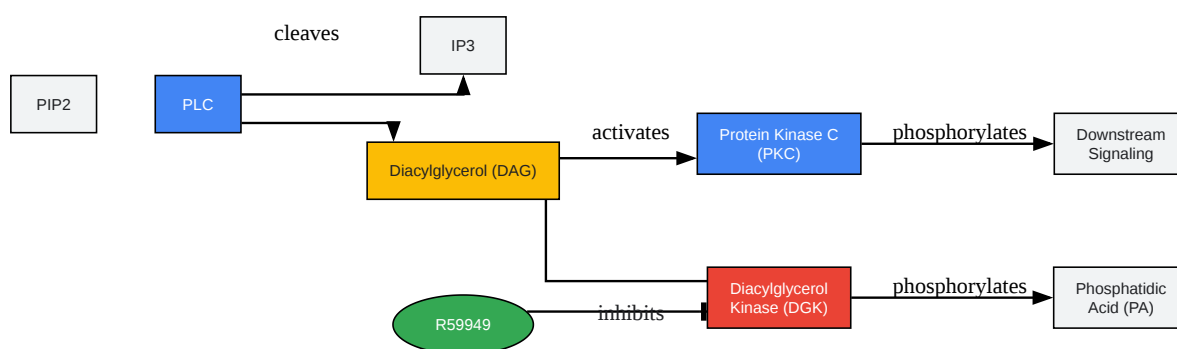 cleaves
IP3
PIP2
PLC
Diacylglycerol (DAG)
activates
Protein Kinase C
(PKC)
phosphorylates
Downstream
Signaling
R59949
inhibits
Diacylglycerol
Kinase (DGK)
phosphorylates
Phosphatidic
Acid (PA)